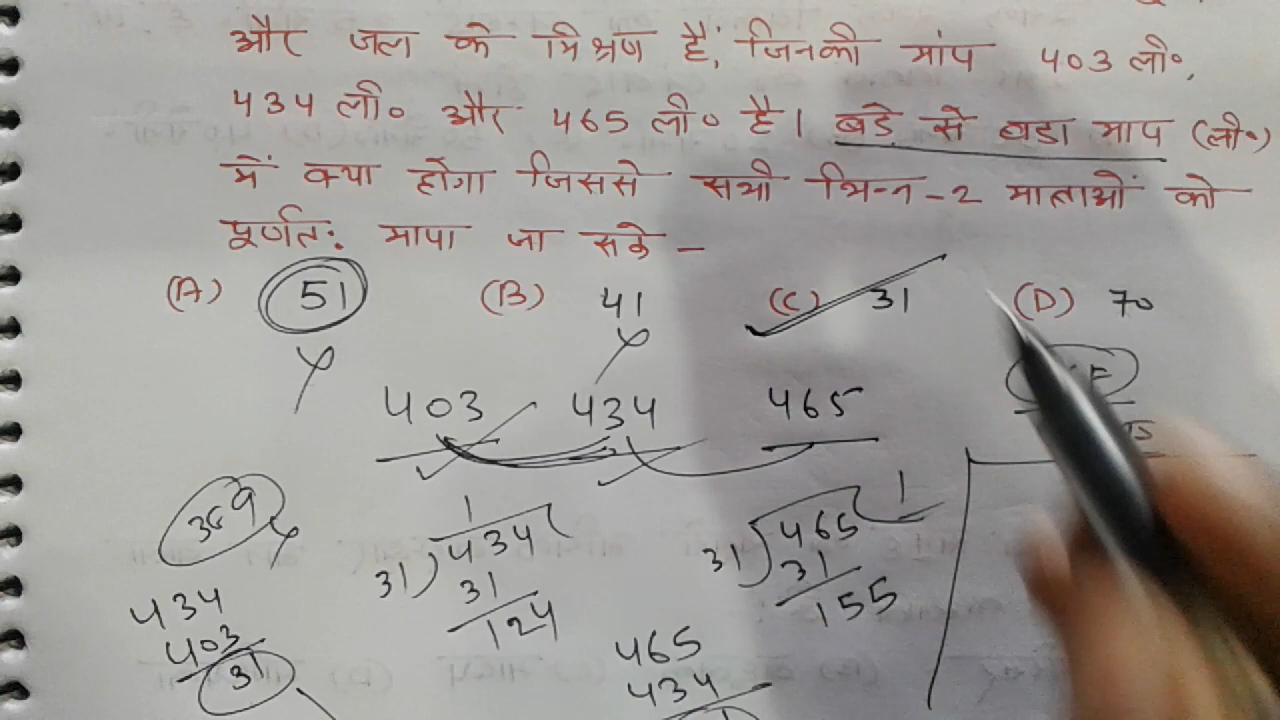 और जल के मिश्रण हैं, जिनकी मांप 403 ली०,
434 ली० और 465 ली० है। बड़े से बडा माप (ली०)
में क्या होगा जिससे सभी भिन्न-2 मात्राओं को
पूर्णतः मापा जा सके –
(A) 51 (B) 41 (C) 31 (D) 70
403 434 465
369
1
31) 434
31
124
1
31) 465
31
155
434
403
31
465
434